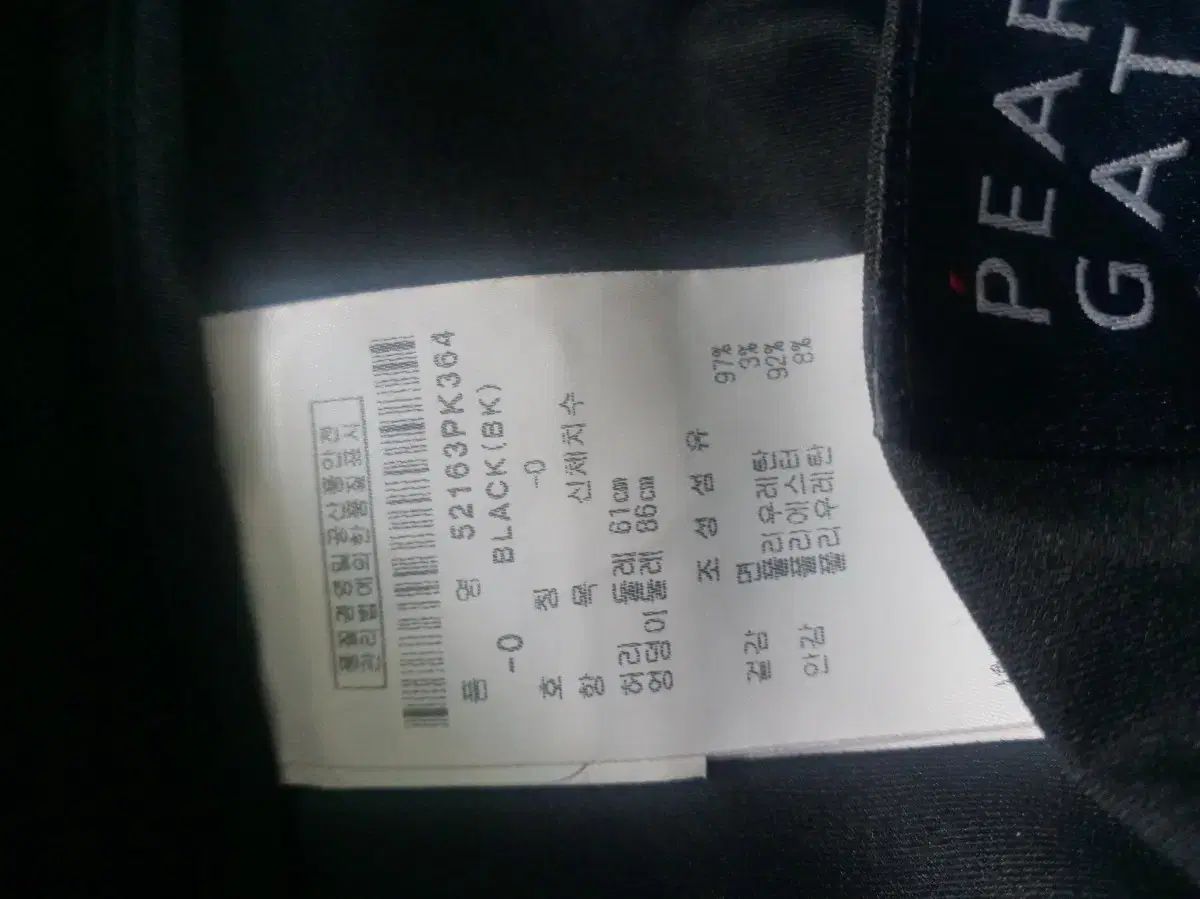 PEAR
GAT
품질경영 및 공산품안전
관리법에 의한 품질표시
품 명 52163PK364
-0 BLACK(BK)
호 칭 -0
항 목 신체치수
허리 둘레 61cm
엉덩이 둘레 86cm
조 성 섬 유
겉감 면 97%
폴리우레탄 3%
안감 폴리에스터 92%
폴리우레탄 8%